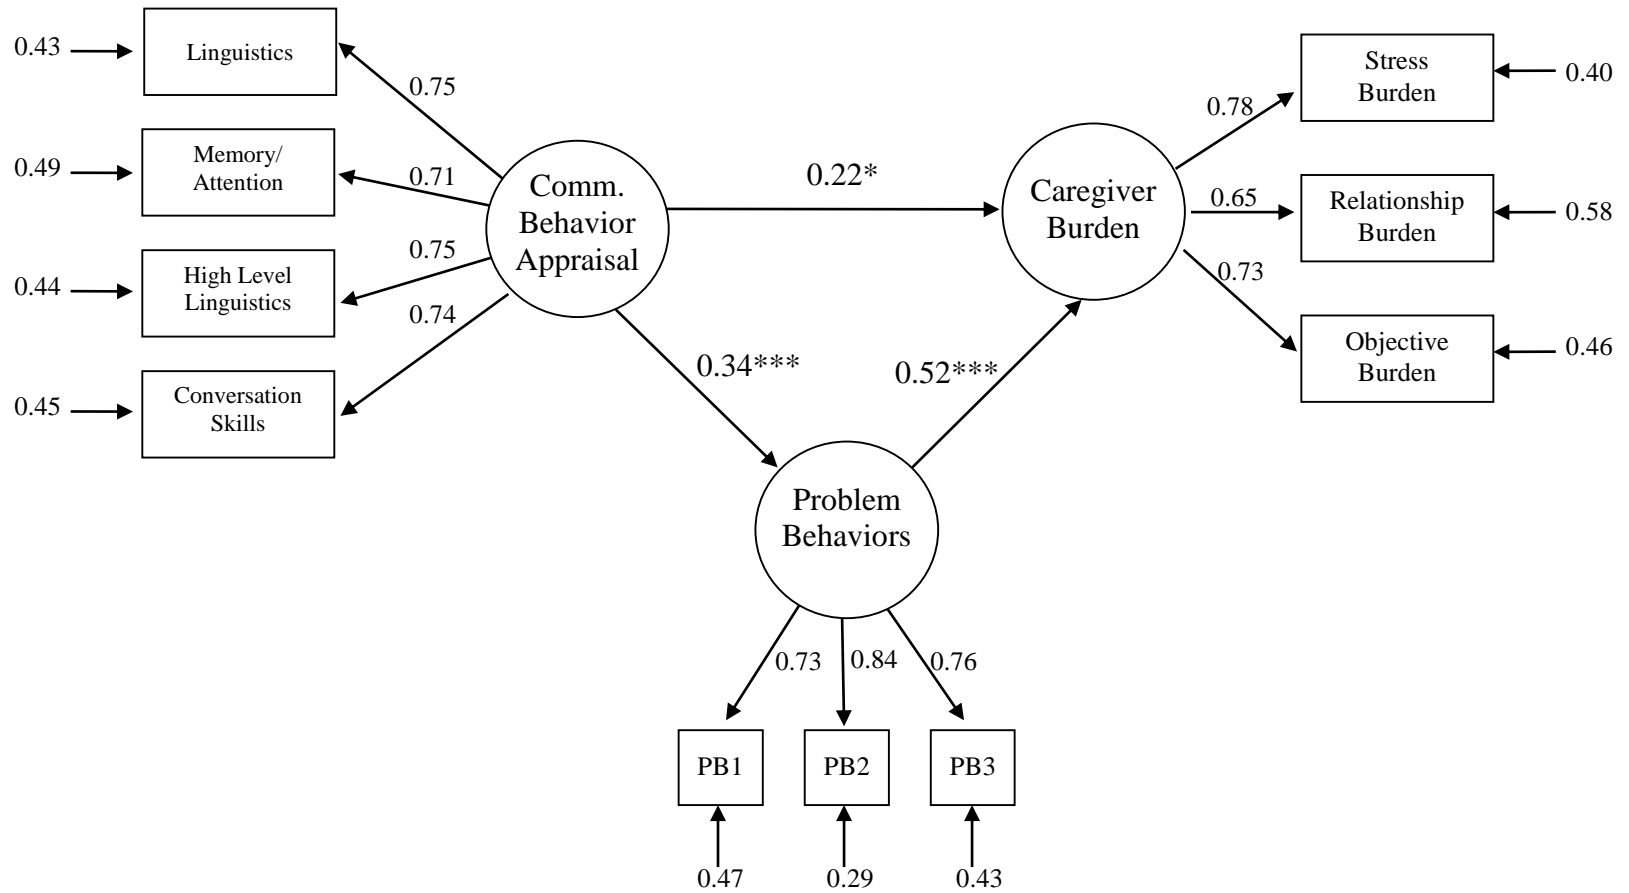 0.43
Linguistics
0.75
0.49
Memory/
Attention
0.71
0.44
High Level
Linguistics
0.75
0.45
Conversation
Skills
0.74
Comm.
Behavior
Appraisal
0.22*
0.34***
0.52***
Caregiver
Burden
0.78
Stress
Burden
0.40
0.65
Relationship
Burden
0.58
0.73
Objective
Burden
0.46
Problem
Behaviors
0.73
0.84
0.76
PB1
PB2
PB3
0.47
0.29
0.43